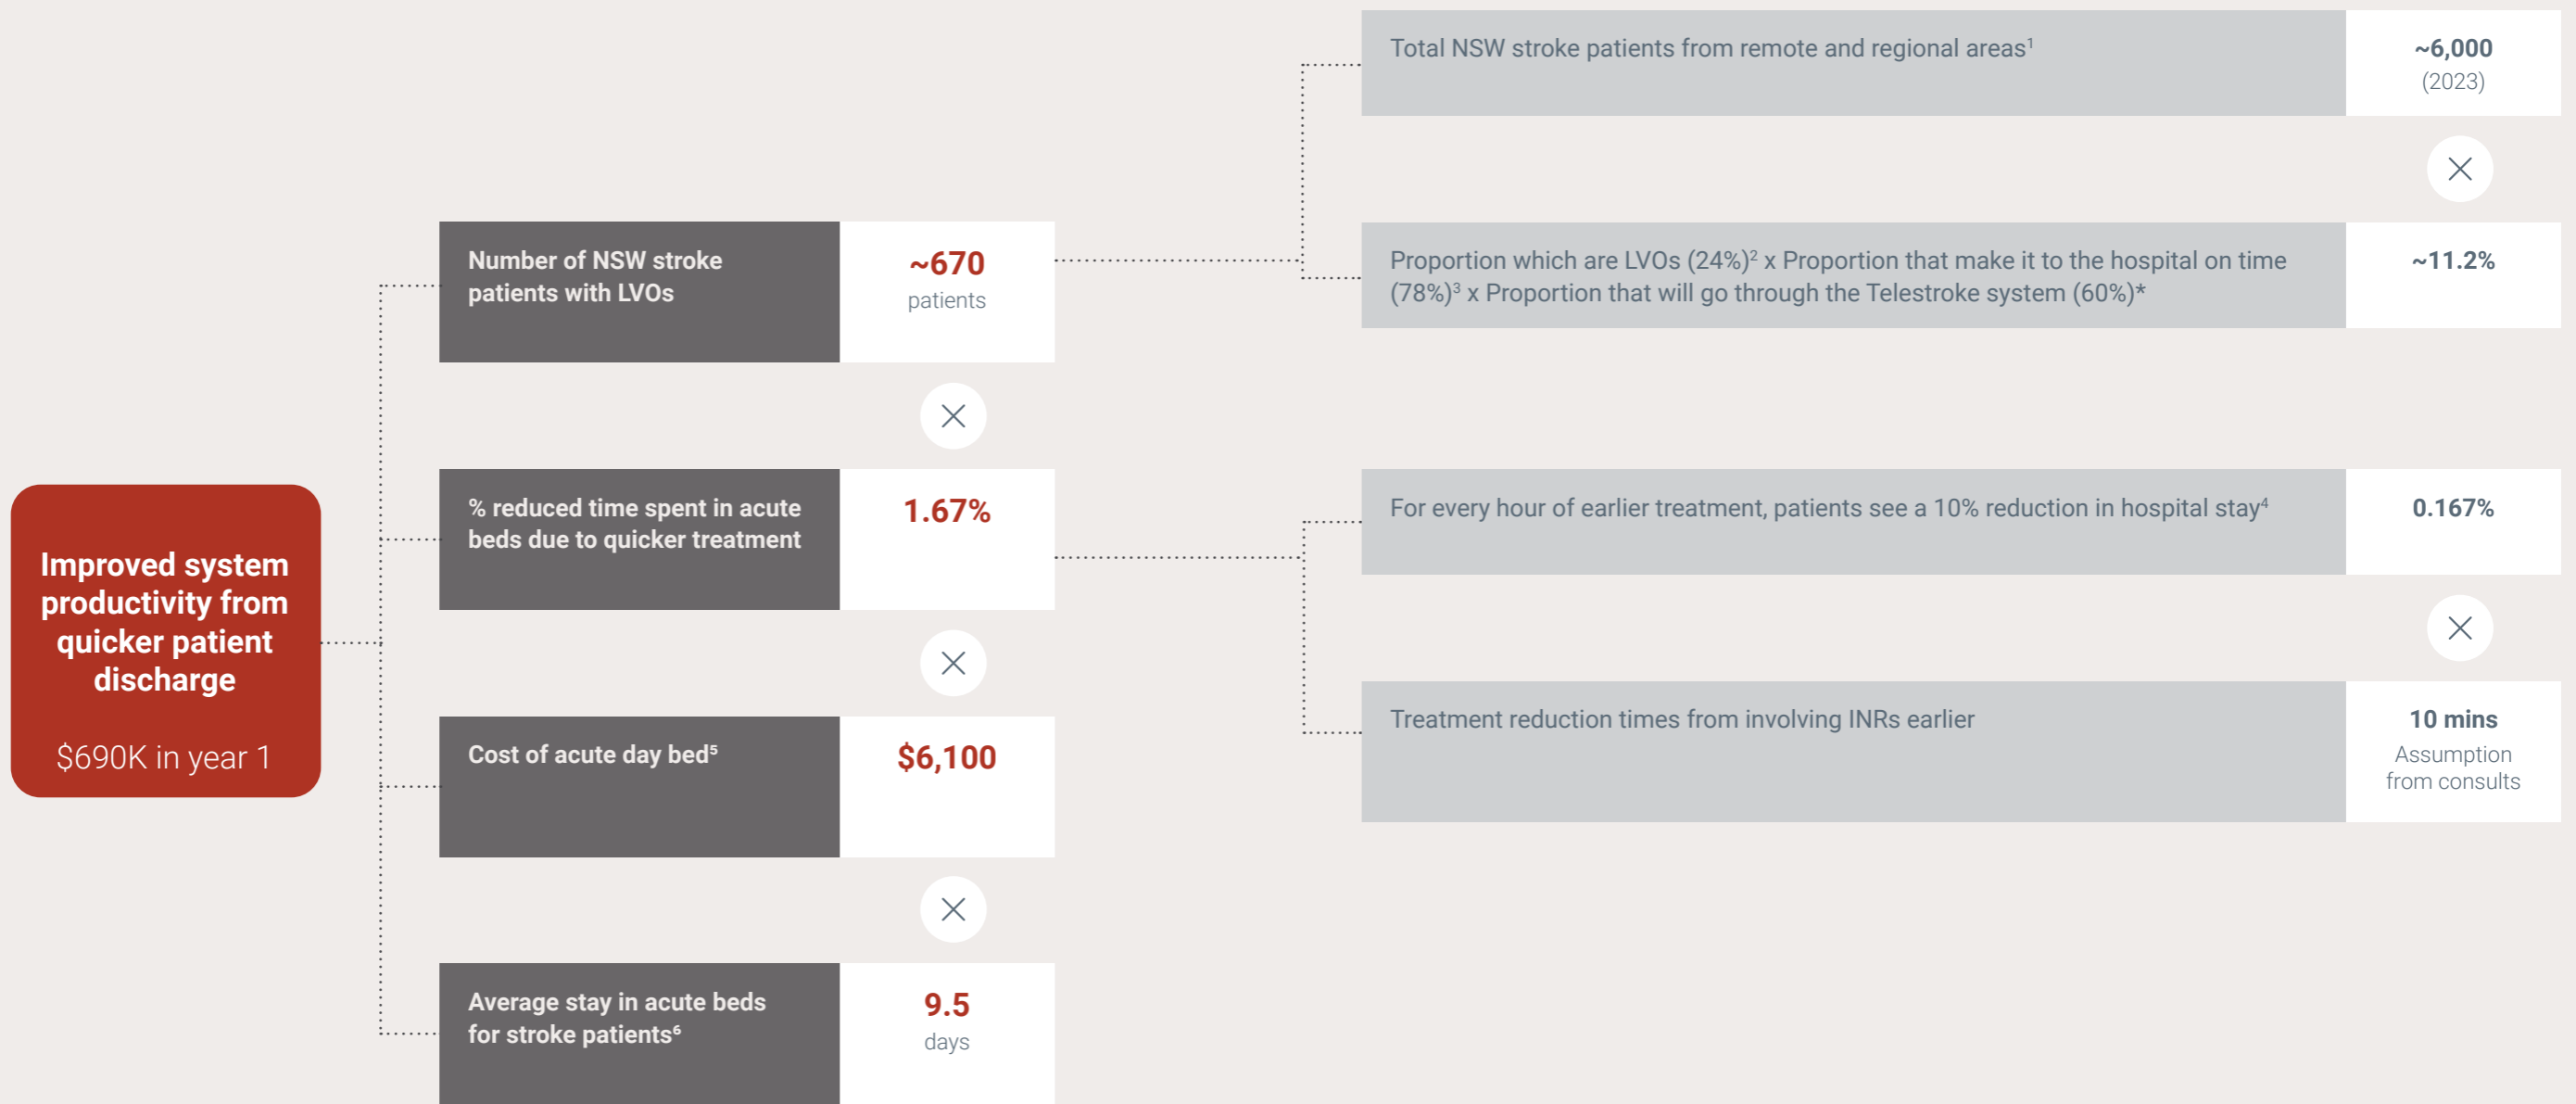 Improved system
productivity from
quicker patient
discharge
$690K in year 1
Number of NSW stroke
patients with LVOs
~670
patients
% reduced time spent in acute
beds due to quicker treatment
1.67%
Cost of acute day bed⁵
$6,100
Average stay in acute beds
for stroke patients⁶
9.5
days
Total NSW stroke patients from remote and regional areas¹
~6,000
(2023)
Proportion which are LVOs (24%)² x Proportion that make it to the hospital on time
(78%)³ x Proportion that will go through the Telestroke system (60%)*
~11.2%
For every hour of earlier treatment, patients see a 10% reduction in hospital stay⁴
0.167%
Treatment reduction times from involving INRs earlier
10 mins
Assumption
from consults